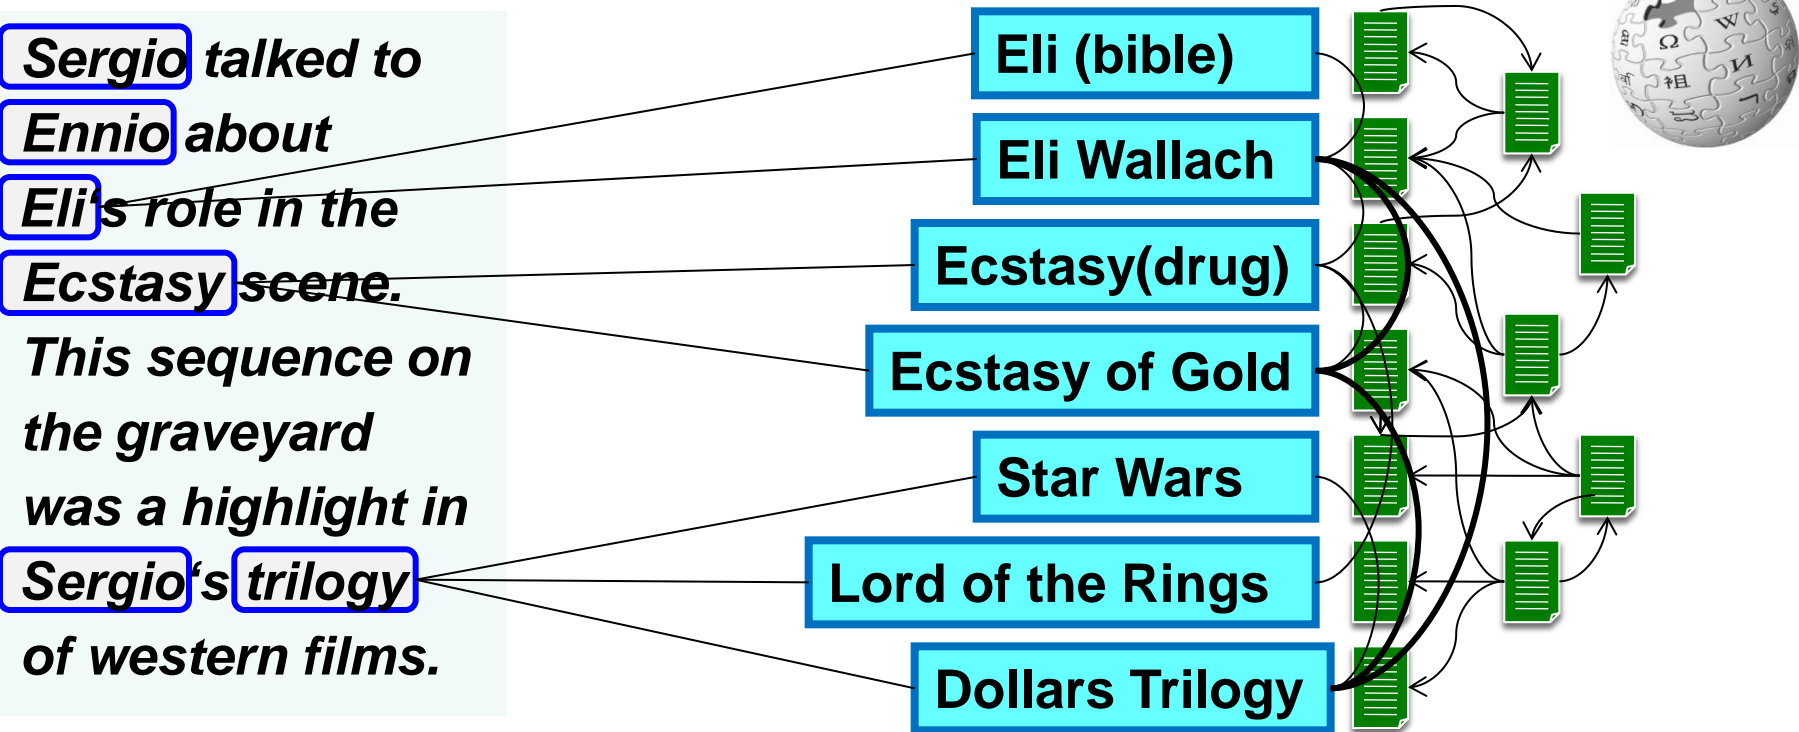 Sergio talked to
Ennio about
Eli‘s role in the
Ecstasy scene.
This sequence on
the graveyard
was a highlight in
Sergio‘s trilogy
of western films.
Eli (bible)
Eli Wallach
Ecstasy(drug)
Ecstasy of Gold
Star Wars
Lord of the Rings
Dollars Trilogy
Ω W
祖 И